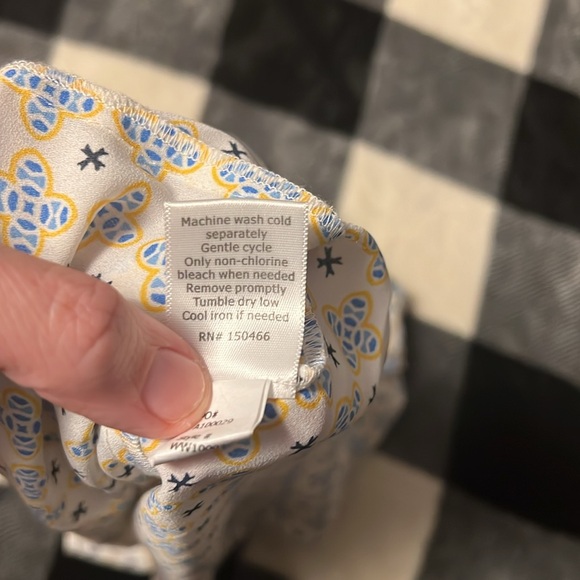 Machine wash cold
separately
Gentle cycle
Only non-chlorine
bleach when needed
Remove promptly
Tumble dry low
Cool iron if needed
RN# 150466